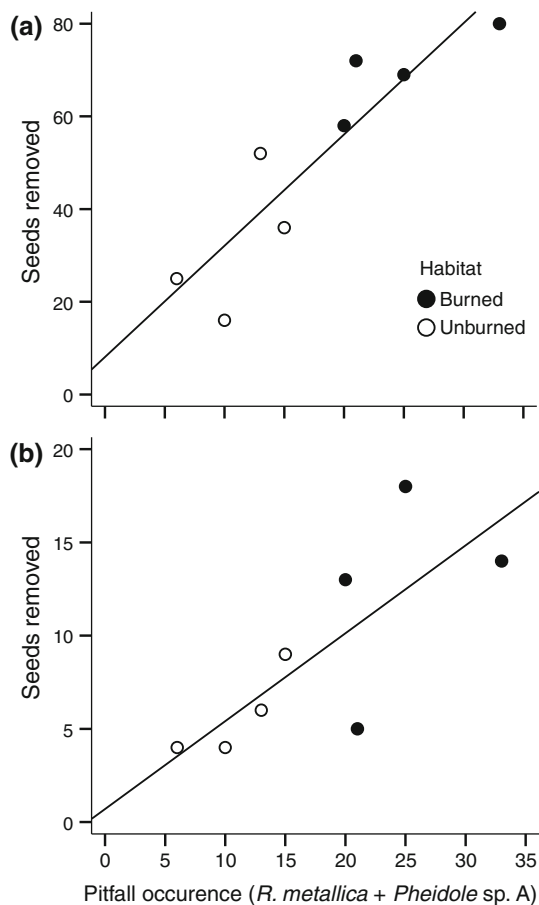 (a)
80
60
40
20
0
Seeds removed
Habitat
Burned
Unburned
(b)
20
15
10
5
0
Seeds removed
0 5 10 15 20 25 30 35
Pitfall occurence (R. metallica + Pheidole sp. A)